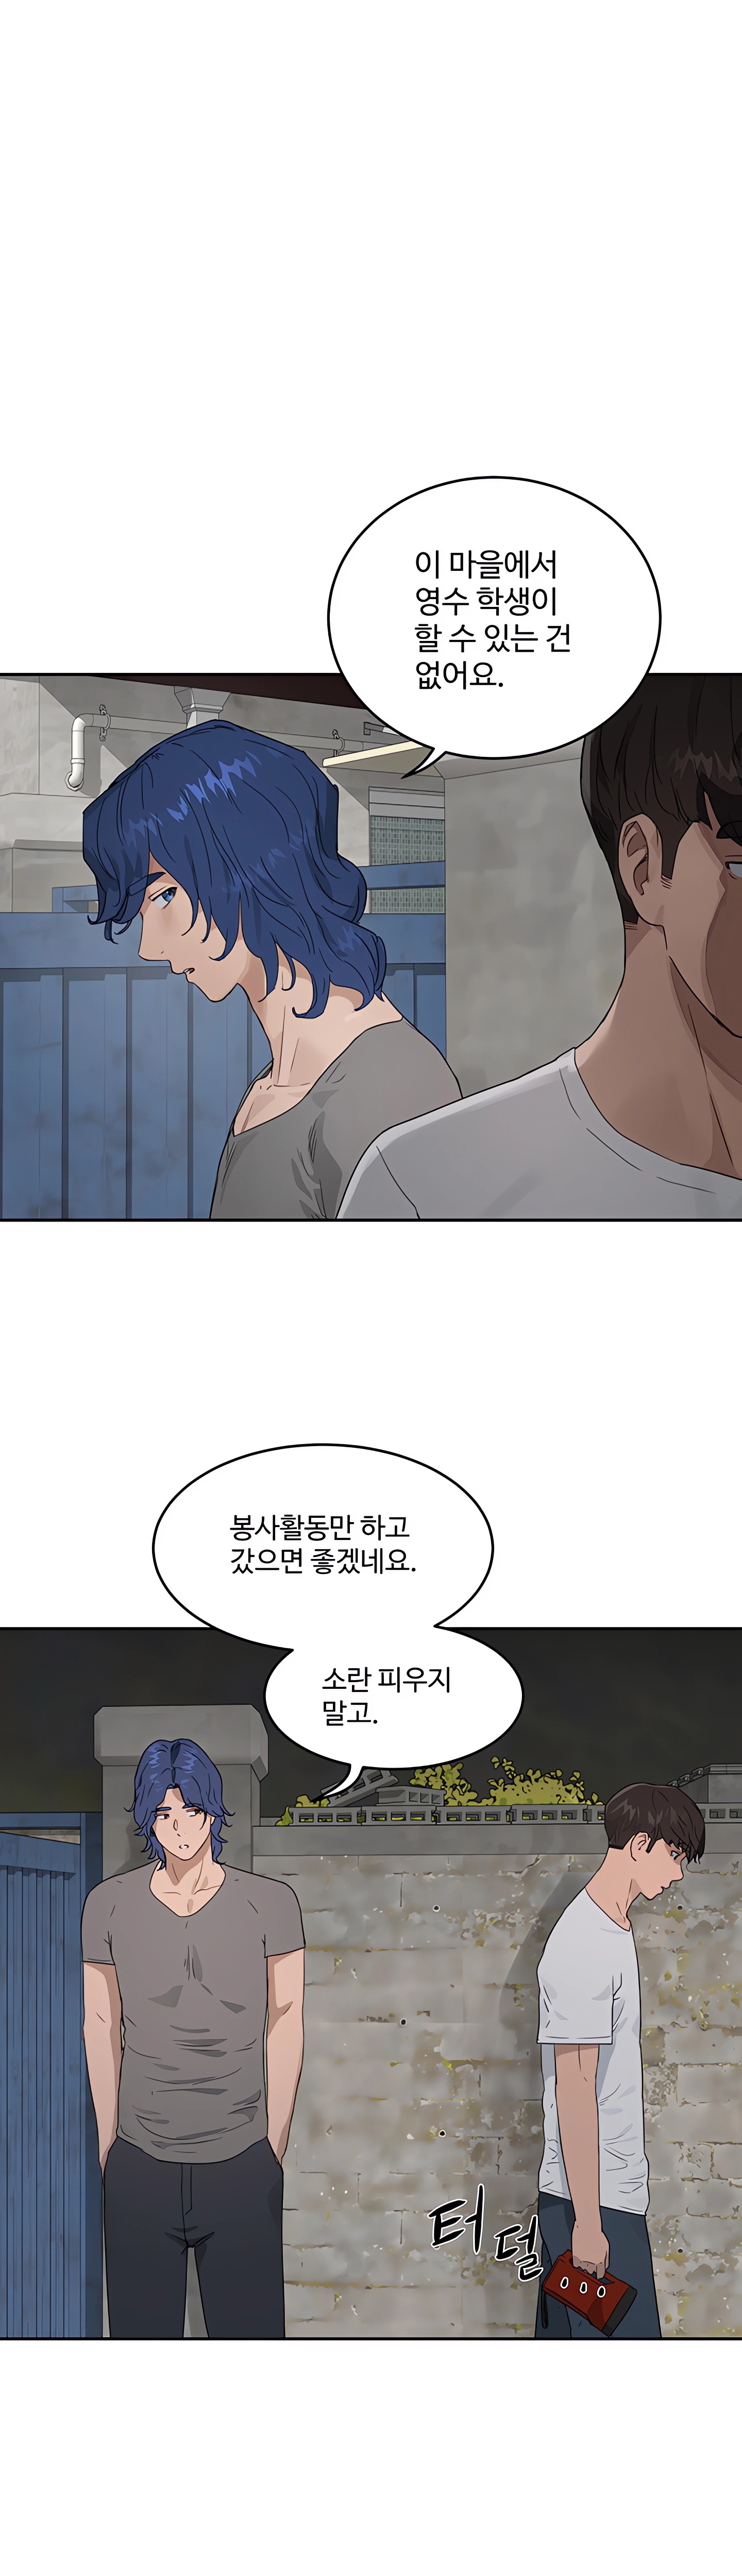 이 마을에서
영수 학생이
할 수 있는 건
없어요.
봉사활동만 하고
갔으면 좋겠네요.
소란 피우지
말고.
터덜